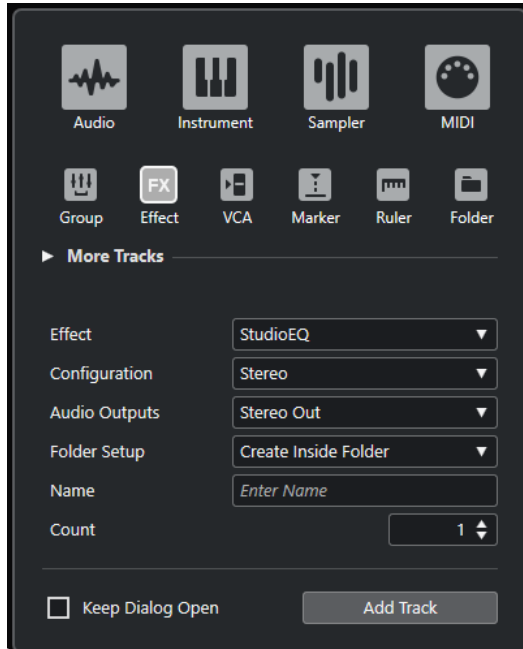 Audio Instrument Sampler MIDI
FX
Group Effect VCA Marker Ruler Folder
More Tracks
Effect StudioEQ
Configuration Stereo
Audio Outputs Stereo Out
Folder Setup Create Inside Folder
Name Enter Name
Count 1
Keep Dialog Open Add Track